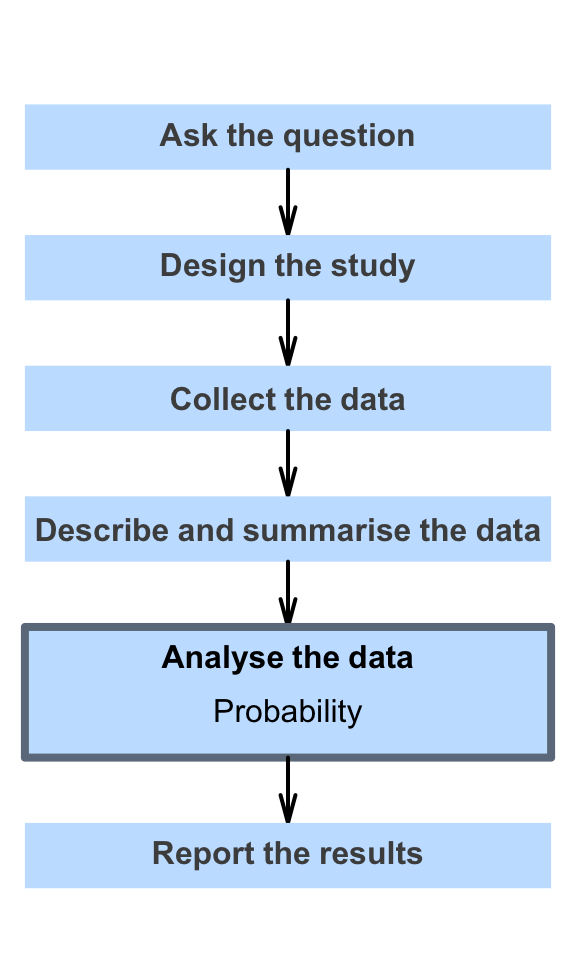 Ask the question
Design the study
Collect the data
Describe and summarise the data
Analyse the data
Probability
Report the results